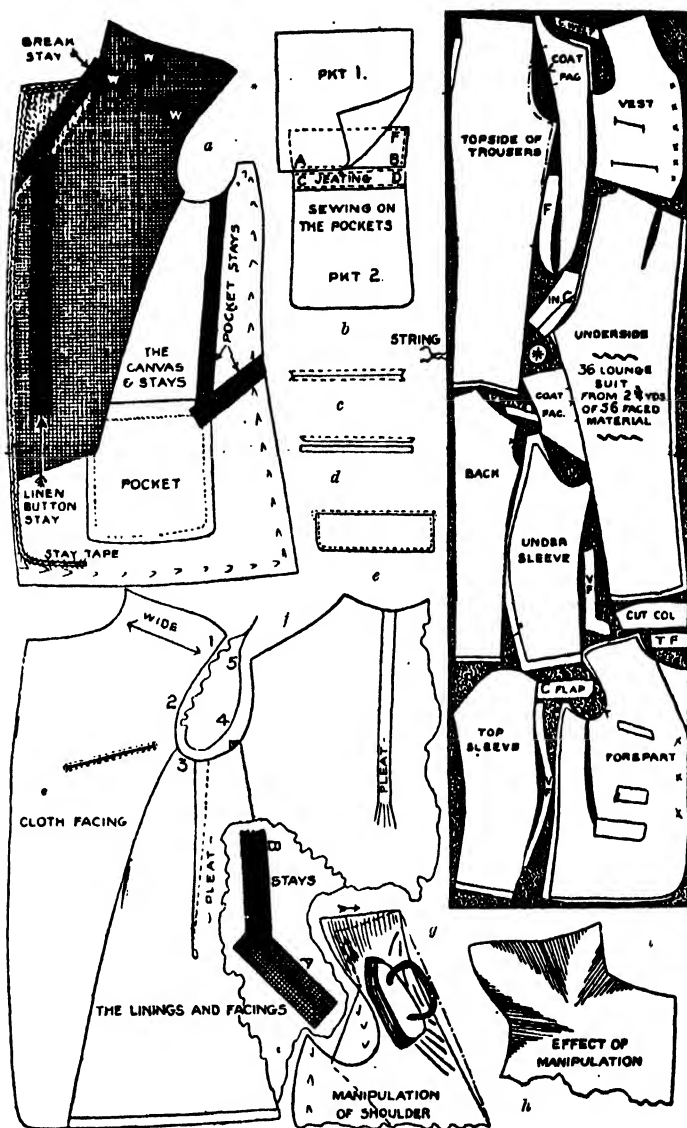 BREAK
STAY
W
W
W
a
THE
CANVAS
& STAYS
POCKET STAYS
POCKET
LINEN
BUTTON
STAY
STAY TAPE
PKT 1.
F
A
B
C JEATING D
SEWING ON
THE POCKETS
PKT 2.
b
STRING
c
d
e
COAT
FAG
VEST
TOPSIDE OF
TROUSERS
F
IN.C
UNDERSIDE
36 LOUNGE
SUIT
FROM 2¾ YDS.
OF 56 FACED
MATERIAL
COAT
FAC.
BACK
UNDER
SLEEVE
V F
CUT COL
T F
C FLAP
TOP
SLEEVE
V F
FOREPART
WIDE
1
2
3
4
5
f
e
CLOTH FACING
PLEAT
PLEAT
B
STAYS
A
THE LININGS AND FACINGS
g
MANIPULATION
OF SHOULDER
i
EFFECT OF
MANIPULATION
h